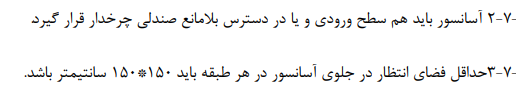 ۲-۷- آسانسور باید هم سطح ورودی و یا در دسترس بلامانع صندلی چرخدار قرار گیرد.
۳-۷-حداقل فضای انتظار در جلوی آسانسور در هر طبقه باید ۱۵۰*۱۵۰ سانتیمتر باشد.